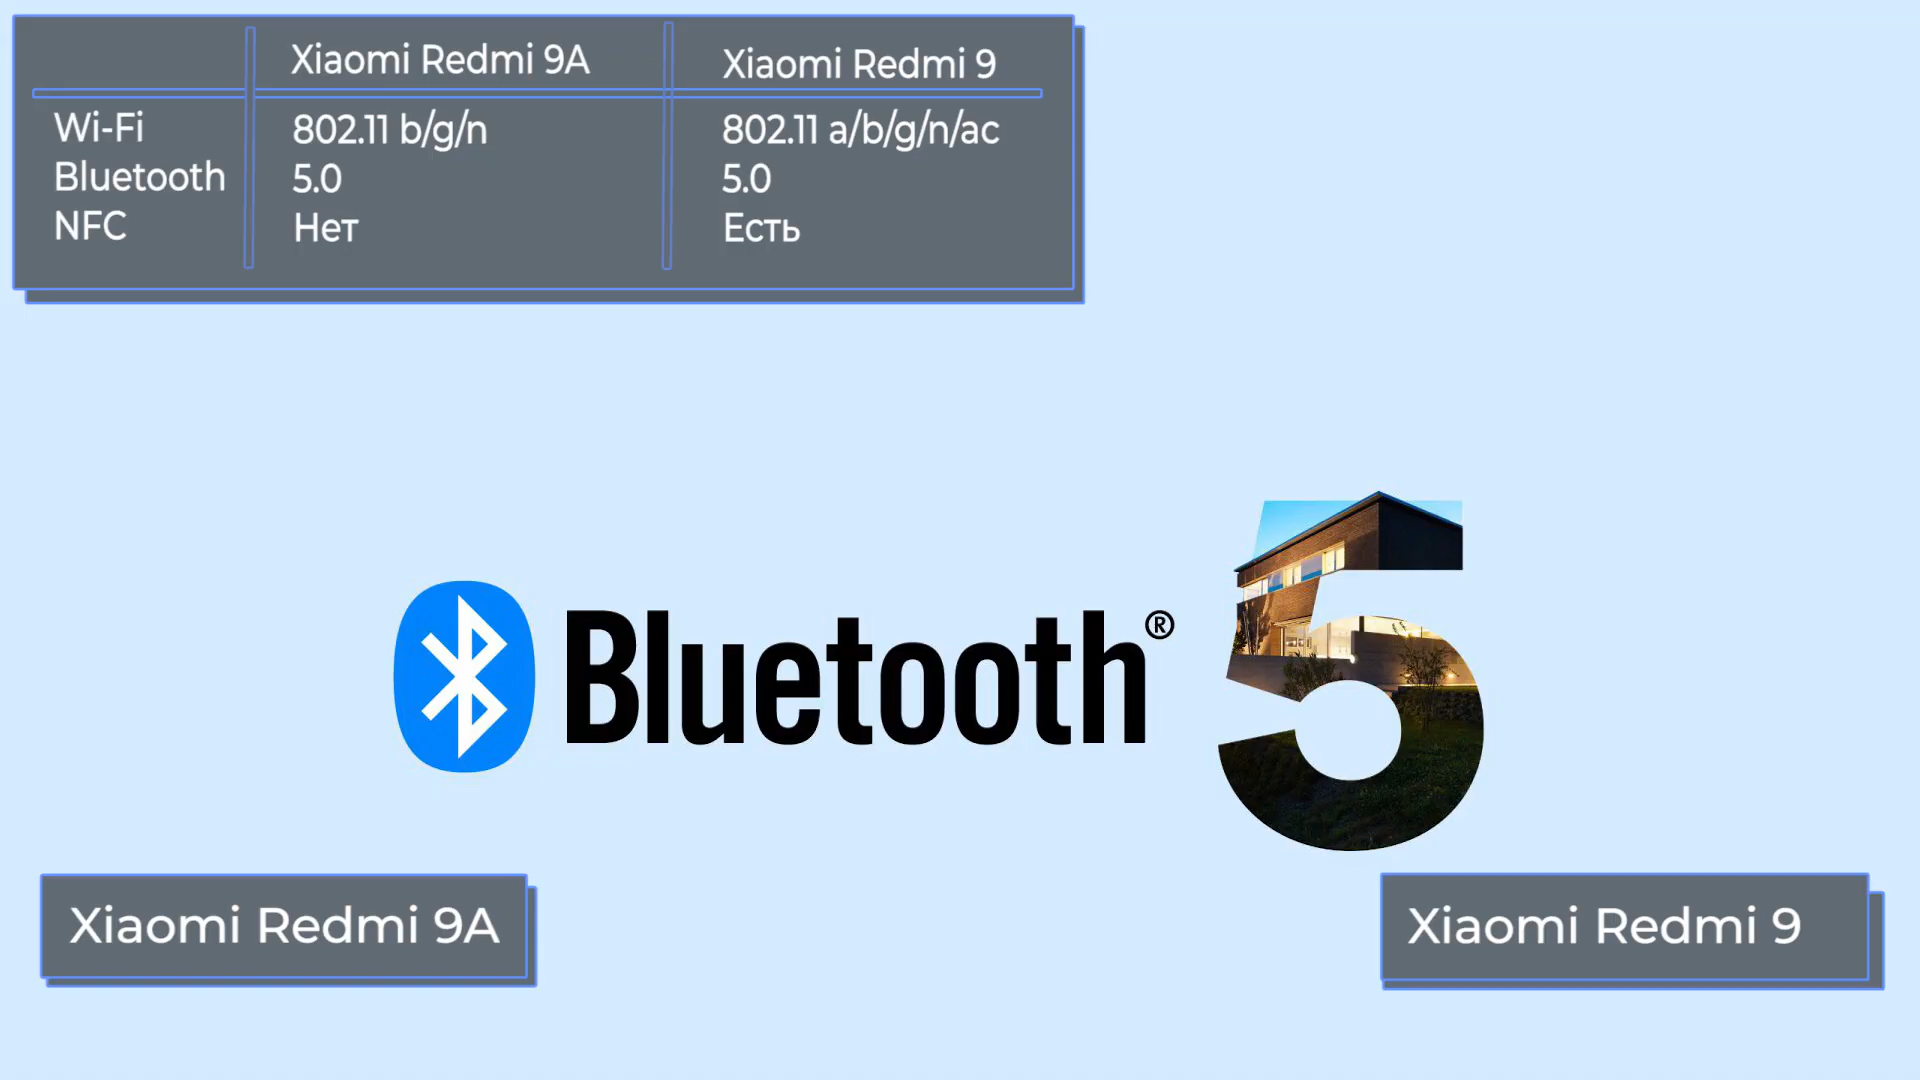 Xiaomi Redmi 9A Xiaomi Redmi 9
Wi-Fi 802.11 b/g/n 802.11 a/b/g/n/ac
Bluetooth 5.0 5.0
NFC Нет Есть
Bluetooth® 5
Xiaomi Redmi 9A
Xiaomi Redmi 9